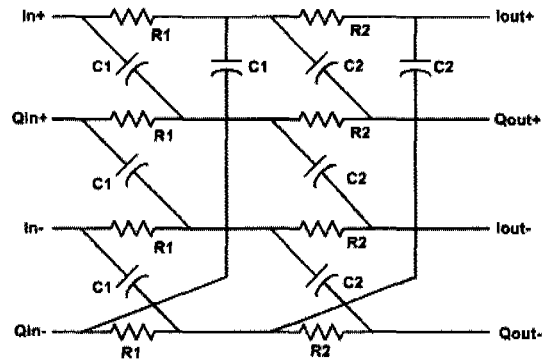 In+ R1 R2 Iout+
C1 C1 C2 C2
Qin+ R1 R2 Qout+
C1 C2
In- R1 R2 Iout-
C1 C2
Qin- R1 R2 Qout-